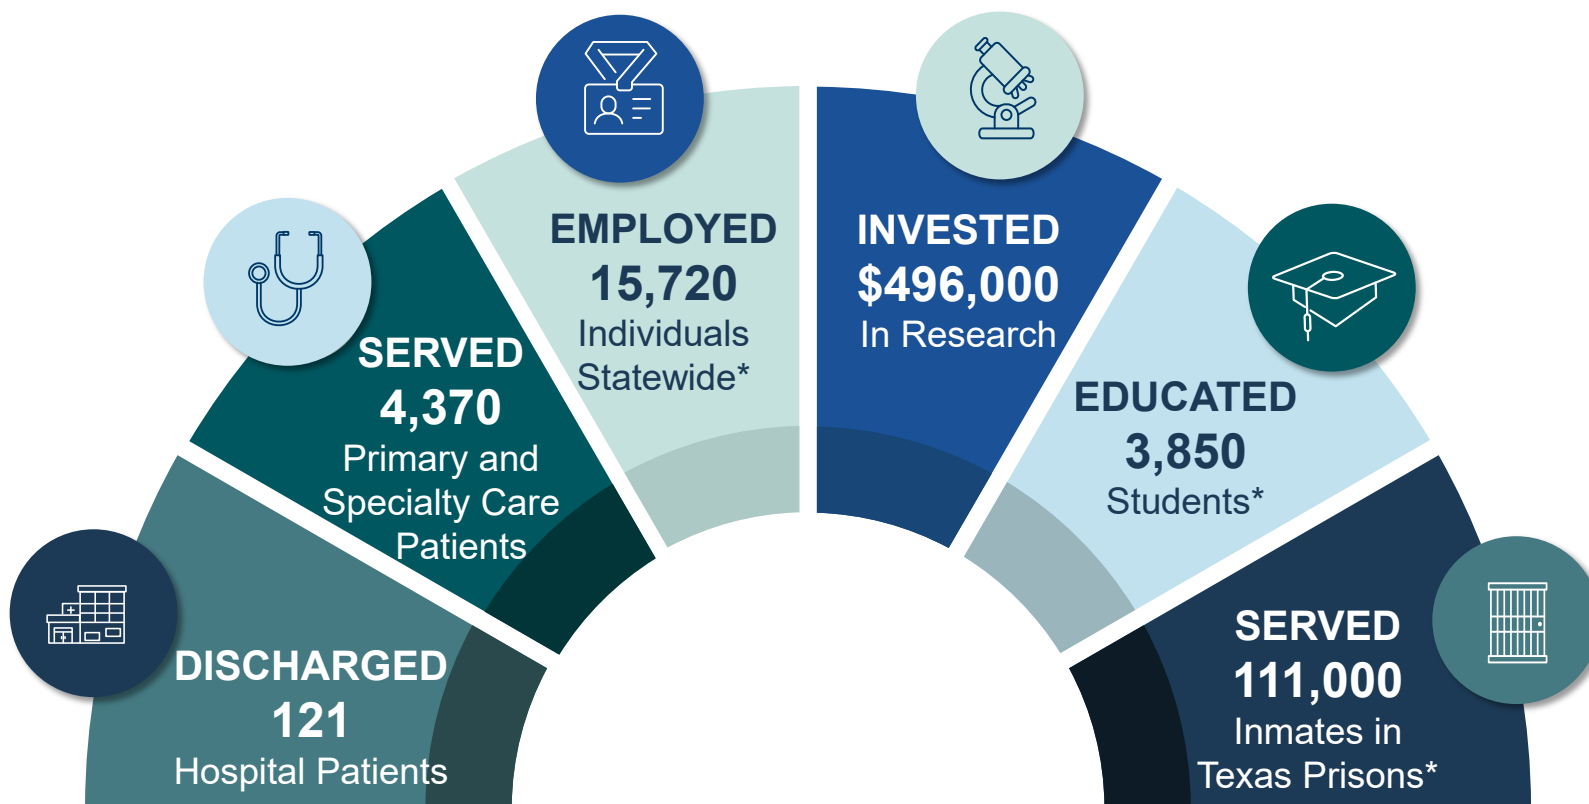 DISCHARGED
121
Hospital Patients
SERVED
4,370
Primary and
Specialty Care
Patients
EMPLOYED
15,720
Individuals
Statewide*
INVESTED
$496,000
In Research
EDUCATED
3,850
Students*
SERVED
111,000
Inmates in
Texas Prisons*